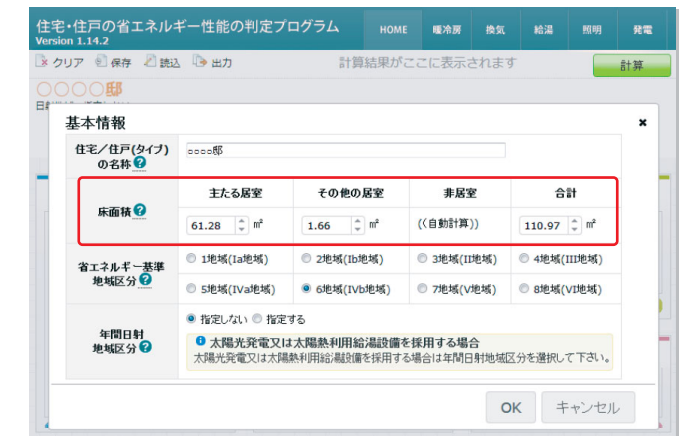 住宅・住戸の省エネルギー性能の判定プログラム
HOME 暖冷房 換気 給湯 照明 発電
Version 1.14.2
クリア 保存 読込 出力 計算結果がここに表示されます 計算
〇〇〇〇邸
基本情報 ×
住宅/住戸(タイプ)
の名称 ?
○○○○邸
主たる居室 その他の居室 非居室 合計
床面積 ?
61.28 m² 1.66 m² ((自動計算)) 110.97 m²
省エネルギー基準
地域区分 ?
1地域(Ia地域) 2地域(Ib地域) 3地域(II地域) 4地域(III地域)
5地域(IVa地域) 6地域(IVb地域) 7地域(V地域) 8地域(VI地域)
年間日射
地域区分 ?
指定しない 指定する
太陽光発電又は太陽熱利用給湯設備を採用する場合
太陽光発電又は太陽熱利用給湯設備を採用する場合は年間日射地域区分を選択して下さい。
OK キャンセル